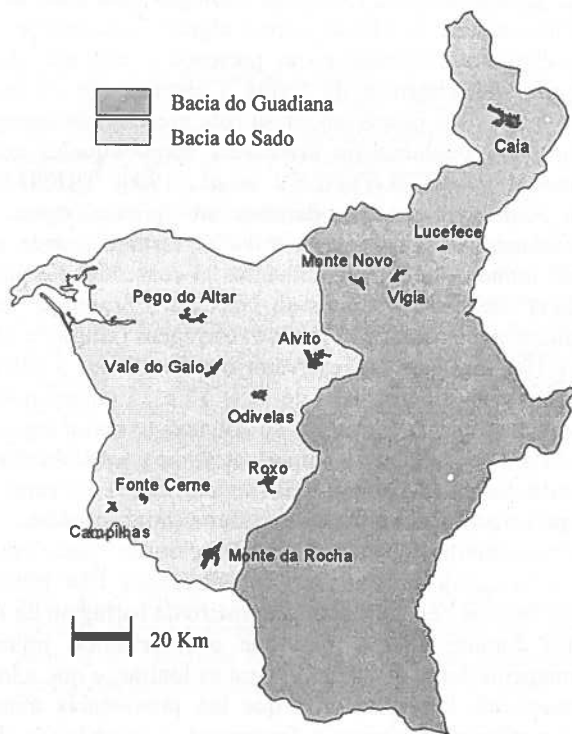 Bacia do Guadiana
Bacia do Sado
Caia
Lucefece
Monte Novo
Vigia
Pego do Altar
Alvito
Vale do Gaio
Odivelas
Roxo
Fonte Cerne
Campilhas
Monte da Rocha
20 Km